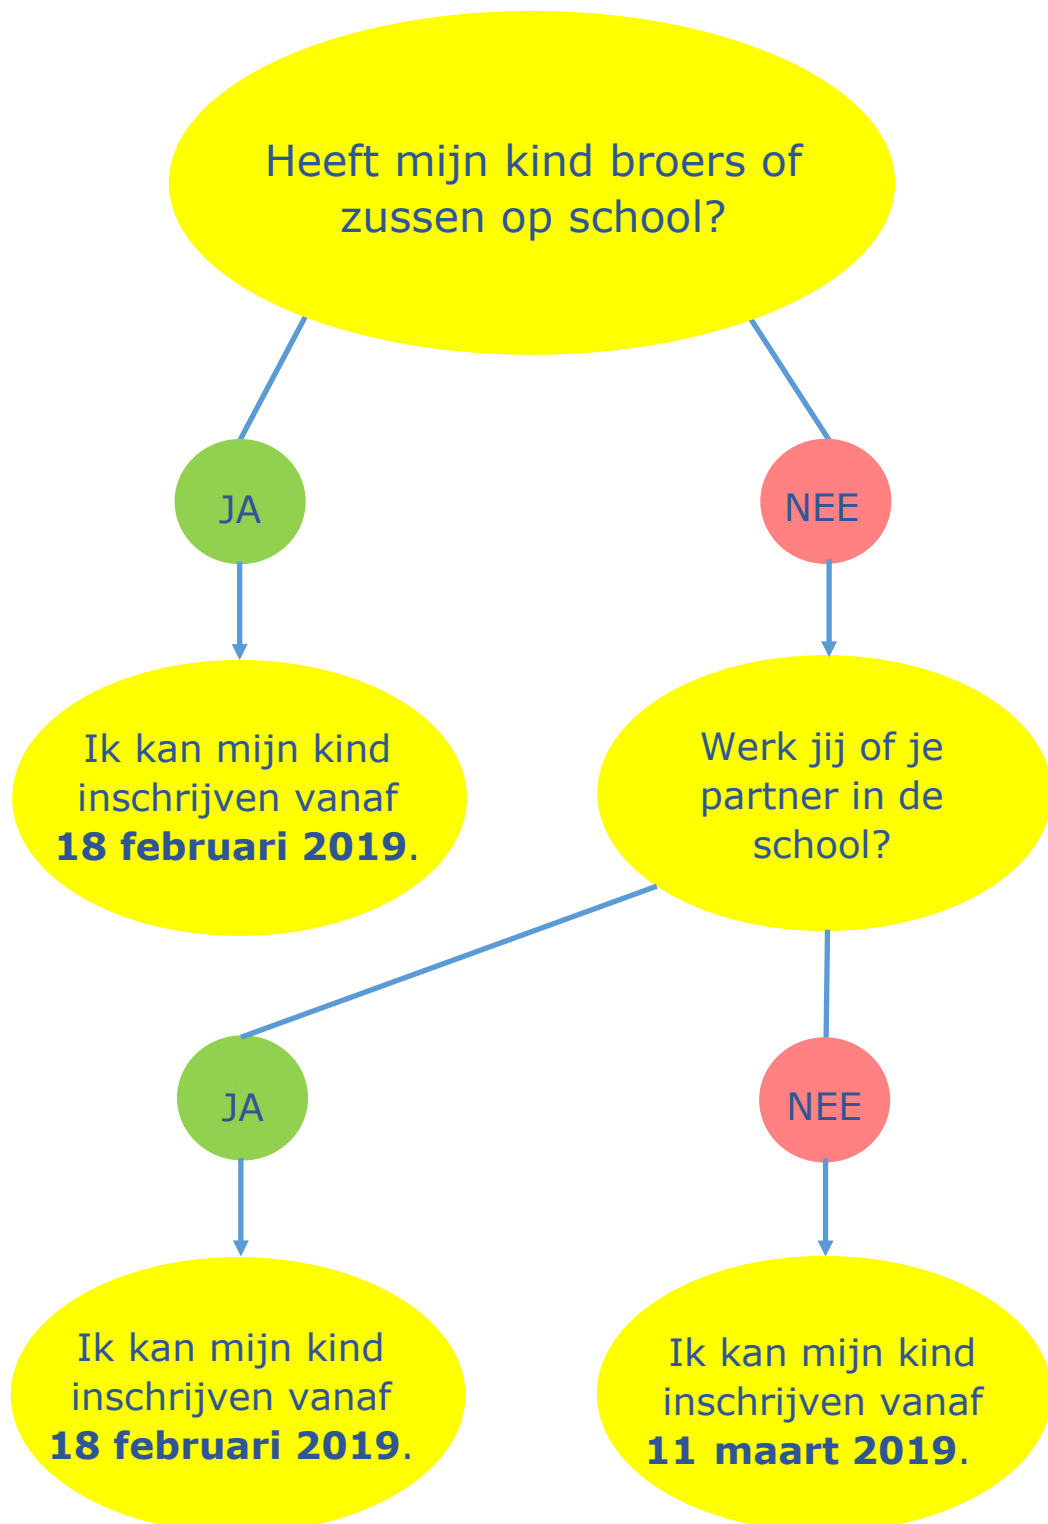 Heeft mijn kind broers of
zussen op school?
JA
NEE
Ik kan mijn kind
inschrijven vanaf
18 februari 2019.
Werk jij of je
partner in de
school?
JA
NEE
Ik kan mijn kind
inschrijven vanaf
18 februari 2019.
Ik kan mijn kind
inschrijven vanaf
11 maart 2019.